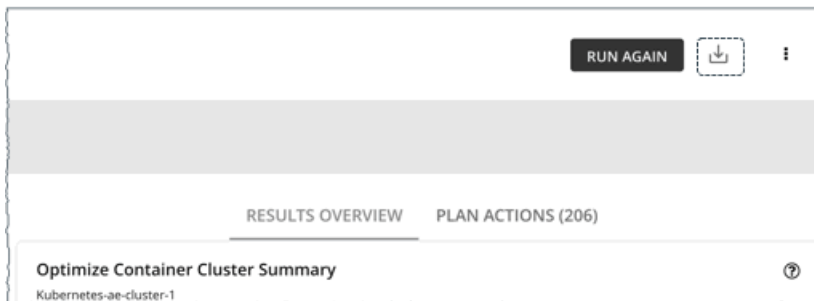 RUN AGAIN
RESULTS OVERVIEW PLAN ACTIONS (206)
Optimize Container Cluster Summary
Kubernetes-ae-cluster-1